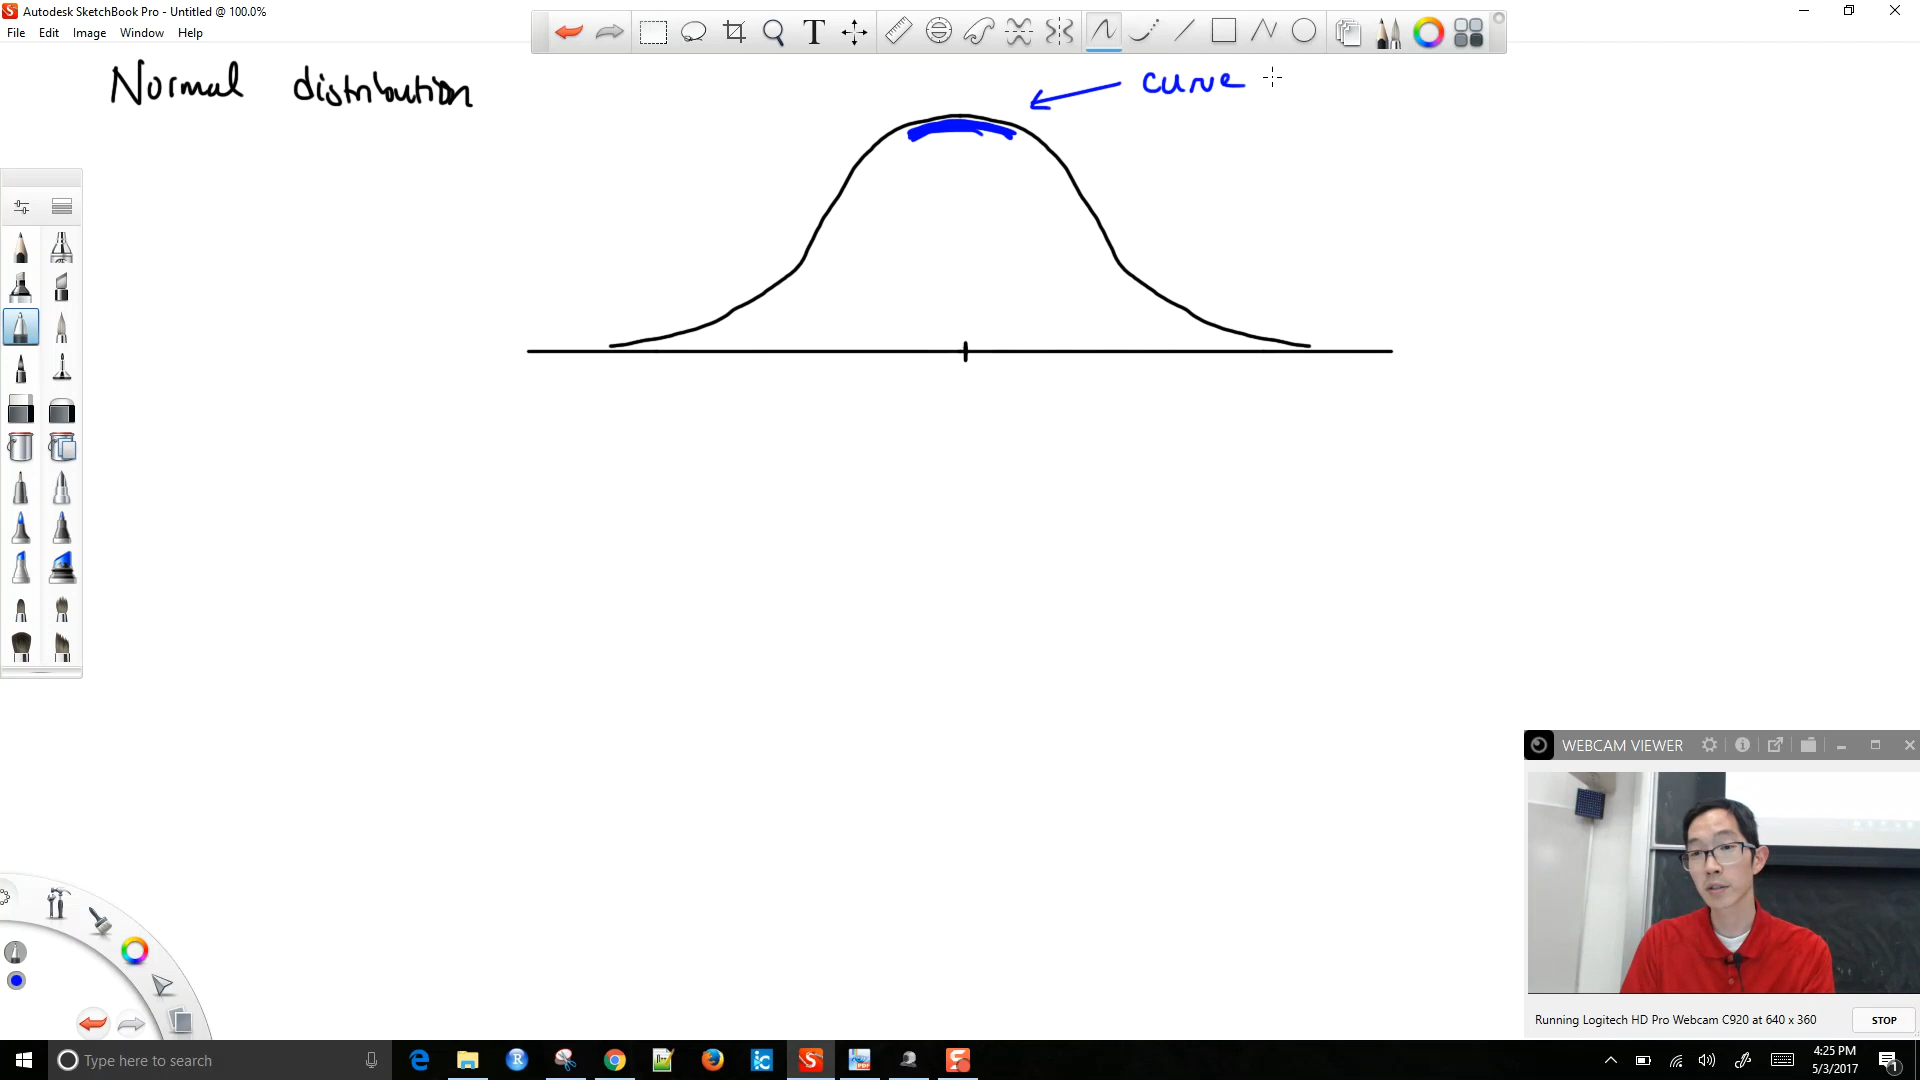 Autodesk SketchBook Pro - Untitled @ 100.0%
File Edit Image Window Help
T
Normal distribution
curve
WEBCAM VIEWER
Running Logitech HD Pro Webcam C920 at 640 x 360
STOP
Type here to search
4:25 PM
5/3/2017
1